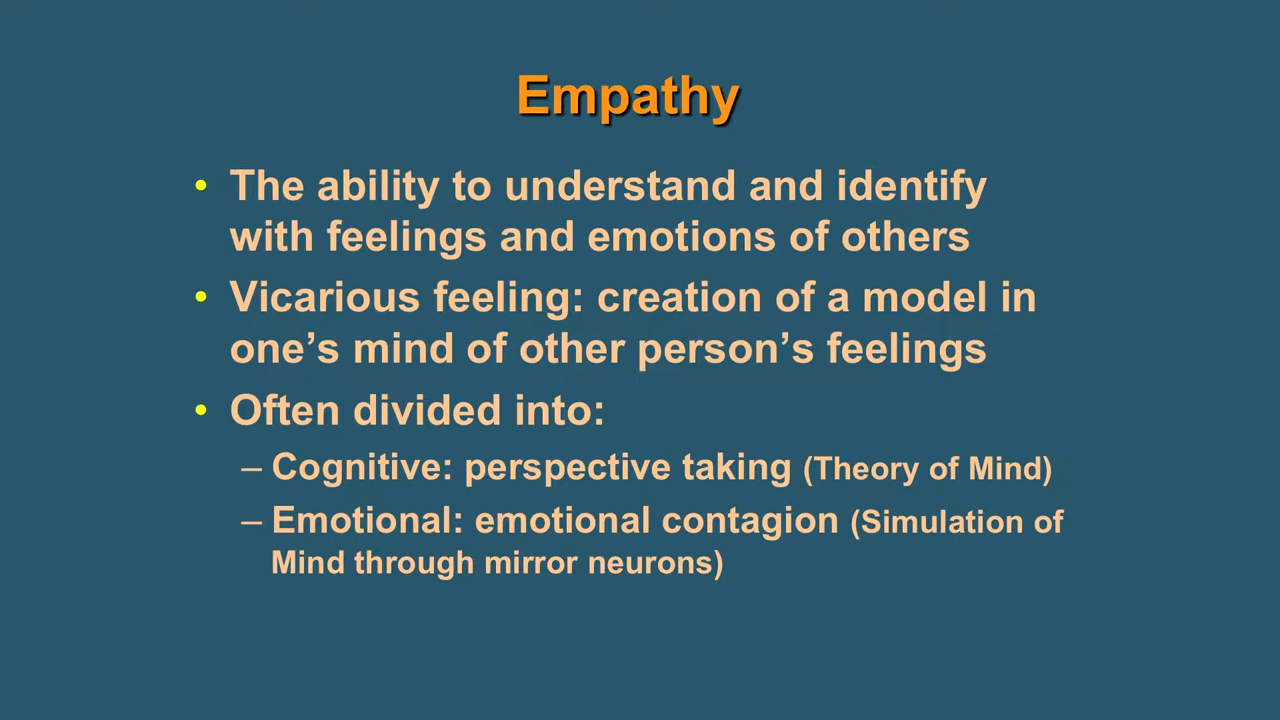 Empathy
• The ability to understand and identify
with feelings and emotions of others
• Vicarious feeling: creation of a model in
one’s mind of other person’s feelings
• Often divided into:
– Cognitive: perspective taking (Theory of Mind)
– Emotional: emotional contagion (Simulation of
Mind through mirror neurons)